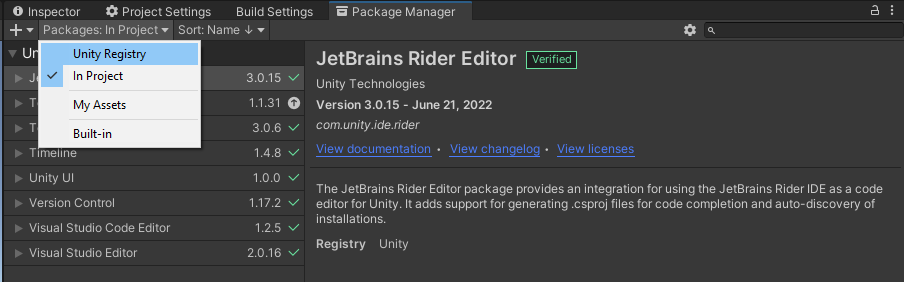 Inspector
Project Settings
Build Settings
Package Manager
Packages: In Project
Sort: Name ↓
Unity Registry
In Project
My Assets
Built-in
Un
Je
3.0.15
Te
1.1.31
Te
3.0.6
Timeline 1.4.8
Unity UI 1.0.0
Version Control 1.17.2
Visual Studio Code Editor 1.2.5
Visual Studio Editor 2.0.16
JetBrains Rider Editor Verified
Unity Technologies
Version 3.0.15 - June 21, 2022
com.unity.ide.rider
View documentation • View changelog • View licenses
The JetBrains Rider Editor package provides an integration for using the JetBrains Rider IDE as a code
editor for Unity. It adds support for generating .csproj files for code completion and auto-discovery of
installations.
Registry Unity